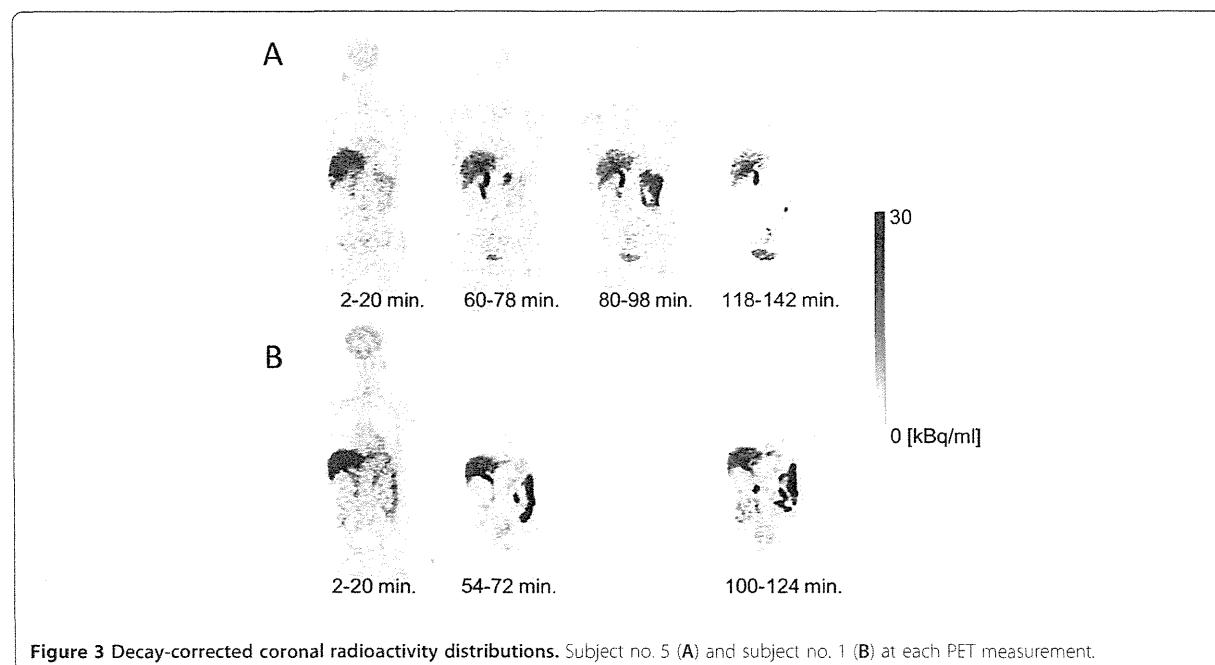 A
2-20 min.
60-78 min.
80-98 min.
118-142 min.
30
0 [kBq/ml]
B
2-20 min.
54-72 min.
100-124 min.
Figure 3 Decay-corrected coronal radioactivity distributions. Subject no. 5 (A) and subject no. 1 (B) at each PET measurement.